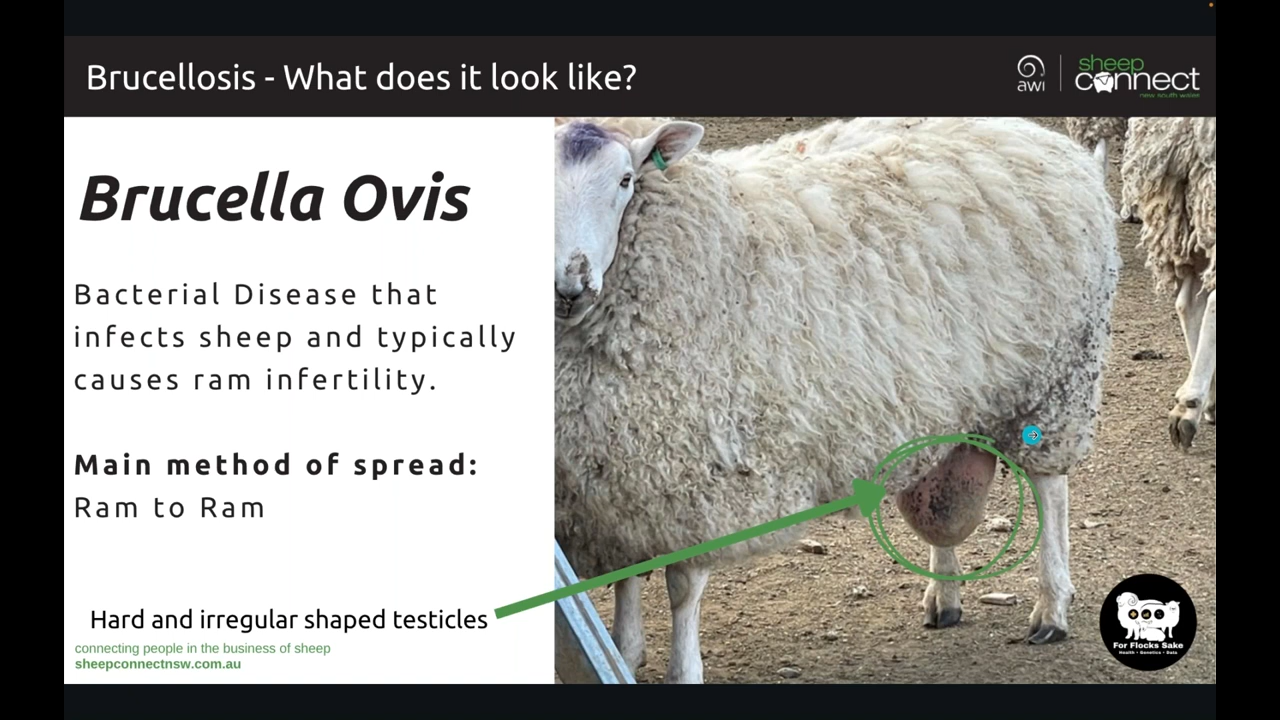 Brucellosis - What does it look like?
awi
sheep
connect
new south wales
Brucella Ovis
Bacterial Disease that
infects sheep and typically
causes ram infertility.
Main method of spread:
Ram to Ram
Hard and irregular shaped testicles
connecting people in the business of sheep
sheepconnectnsw.com.au
For Flocks Sake
Health • Genetics • Data